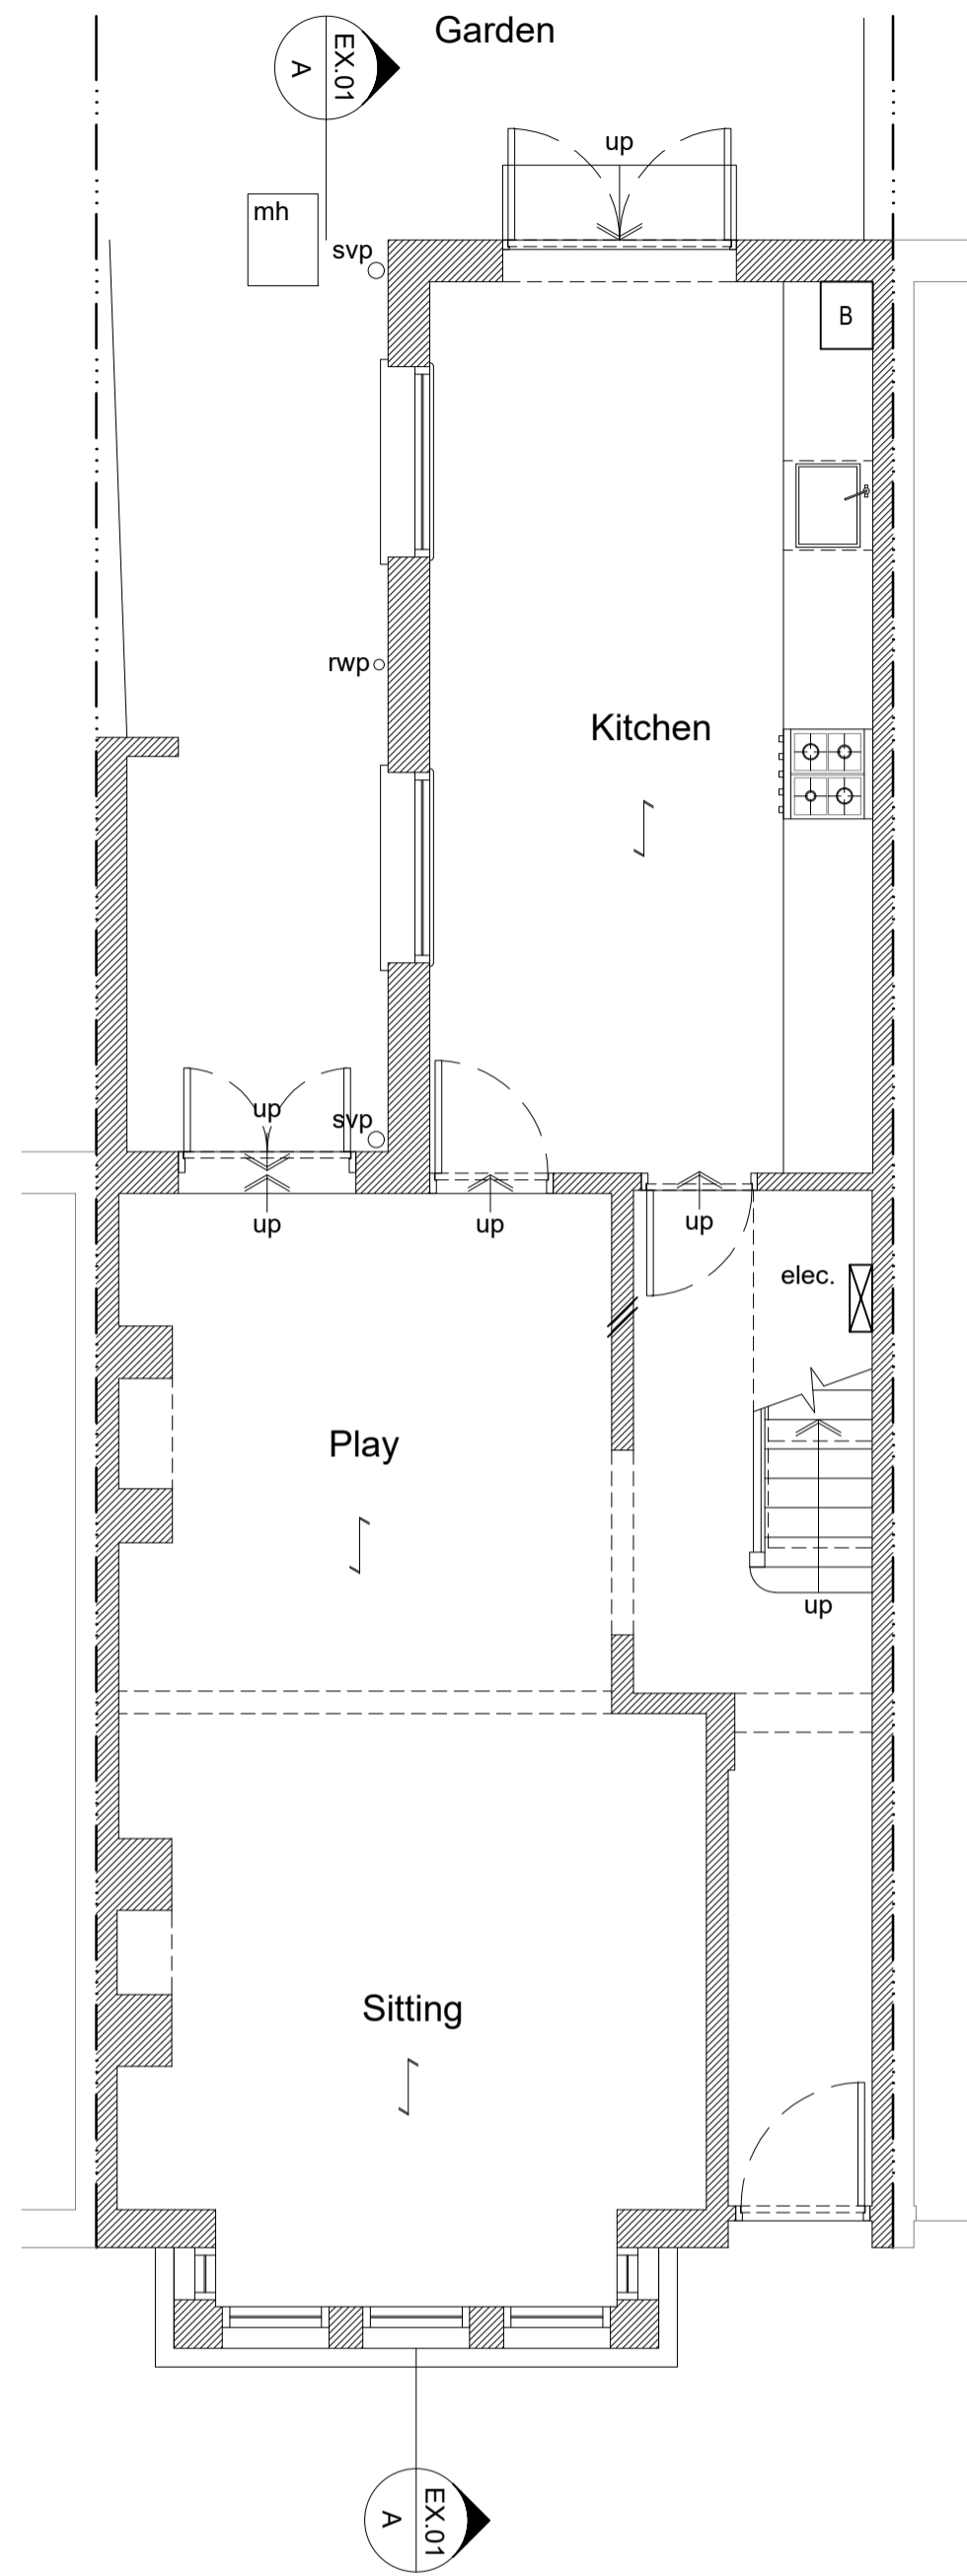 Garden
EX.01
A
up
mh
svp
B
rwp
Kitchen
up
svp
up
up
up
elec.
Play
up
Sitting
EX.01
A